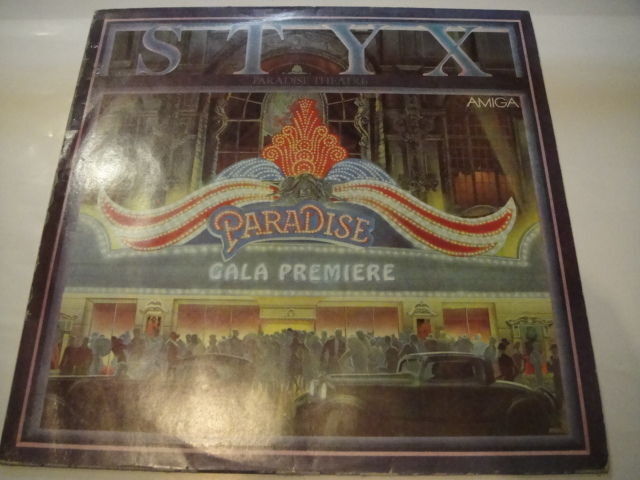 STYX
PARADISE THEATRE
AMIGA
PARADISE
GALA PREMIERE